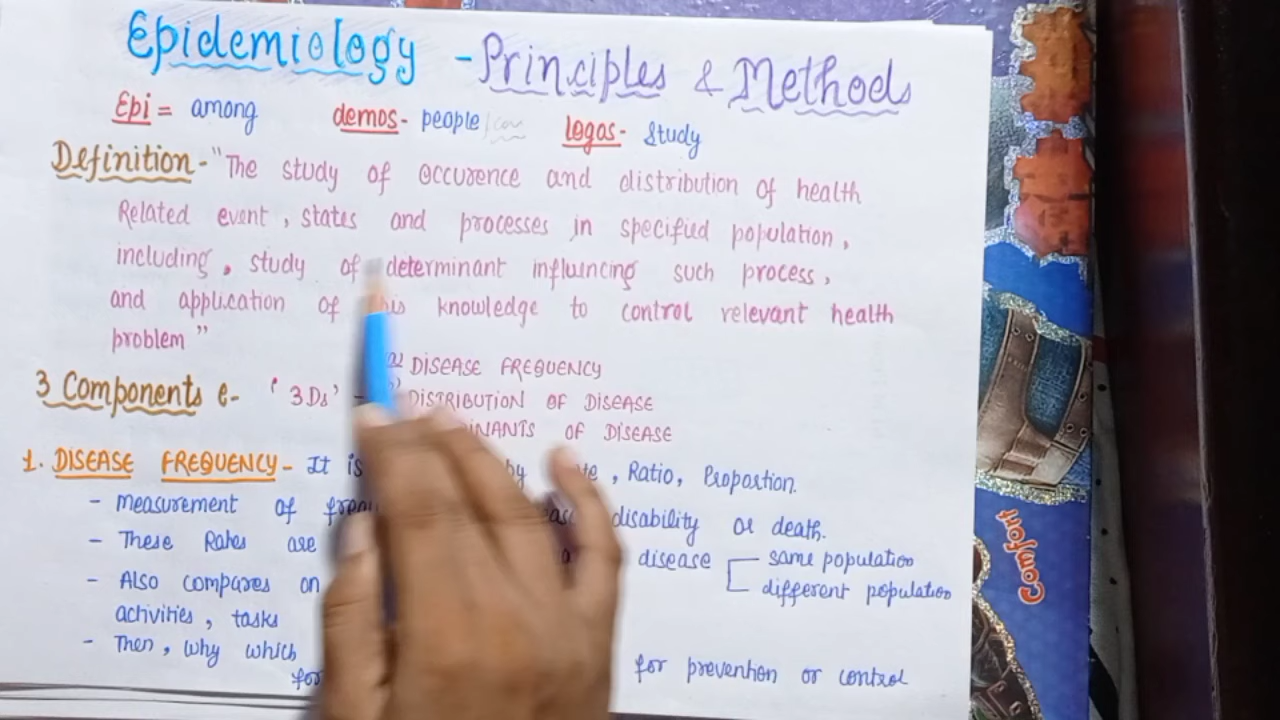 Epidemiology - Principles & Methods
Epi = among demos - people logos - Study
Definition - "The study of occurence and distribution of health
Related event, states and processes in specified population,
including, study of determinant influencing such process,
and application of this knowledge to control relevant health
problem"
3 Components :- '3Ds' - a) DISEASE FREQUENCY
DISTRIBUTION OF DISEASE
OF DISEASE
1. DISEASE FREQUENCY - It is by , Ratio, Proportion.
- Measurement of disability or death.
- These Rates are disease same population
different population
- Also compares on
activities, tasks
- Then, why which
for for prevention or control
Comfort